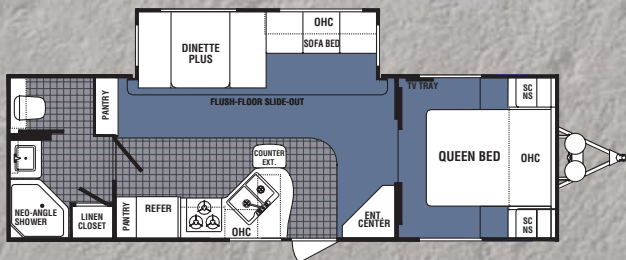 OHC
DINETTE
PLUS
SOFA BED
TV TRAY
SC
NS
PANTRY
FLUSH-FLOOR SLIDE-OUT
COUNTER
EXT.
QUEEN BED
OHC
NEO-ANGLE
SHOWER
LINEN
CLOSET
PANTRY
REFER
OHC
ENT.
CENTER
SC
NS